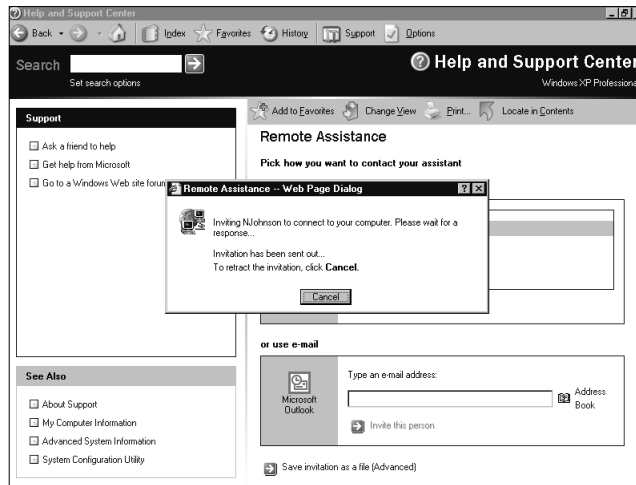 Help and Support Center
Back
Index
Favorites
History
Support
Options
Search
Set search options
Help and Support Center
Windows XP Professional
Support
Ask a friend to help
Get help from Microsoft
Go to a Windows Web site forum
Add to Favorites
Change View
Print...
Locate in Contents
Remote Assistance
Pick how you want to contact your assistant
Remote Assistance -- Web Page Dialog
Inviting NJohnson to connect to your computer. Please wait for a
response...
Invitation has been sent out...
To retract the invitation, click Cancel.
Cancel
or use e-mail
Microsoft
Outlook
Type an e-mail address:
Address
Book
Invite this person
Save invitation as a file (Advanced)
See Also
About Support
My Computer Information
Advanced System Information
System Configuration Utility